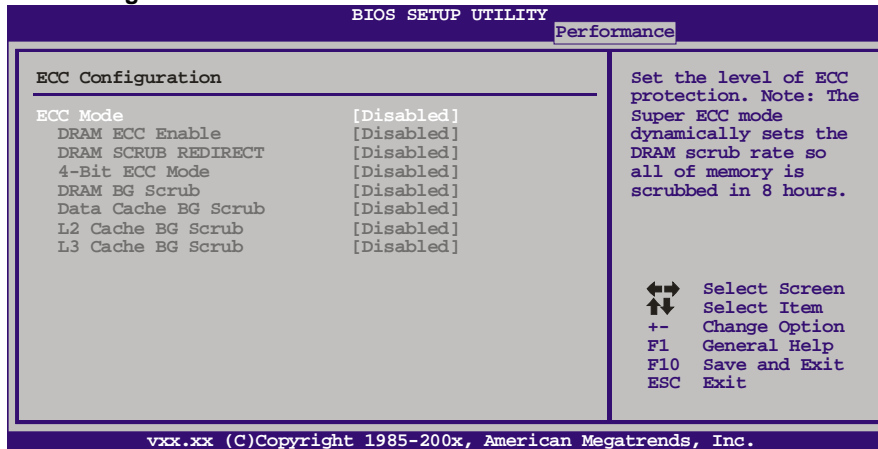 BIOS SETUP UTILITY
Performance
ECC Configuration
ECC Mode [Disabled]
DRAM ECC Enable [Disabled]
DRAM SCRUB REDIRECT [Disabled]
4-Bit ECC Mode [Disabled]
DRAM BG Scrub [Disabled]
Data Cache BG Scrub [Disabled]
L2 Cache BG Scrub [Disabled]
L3 Cache BG Scrub [Disabled]
Set the level of ECC
protection. Note: The
Super ECC mode
dynamically sets the
DRAM scrub rate so
all of memory is
scrubbed in 8 hours.
Select Screen
Select Item
+- Change Option
F1 General Help
F10 Save and Exit
ESC Exit
vxx.xx (C)Copyright 1985-200x, American Megatrends, Inc.